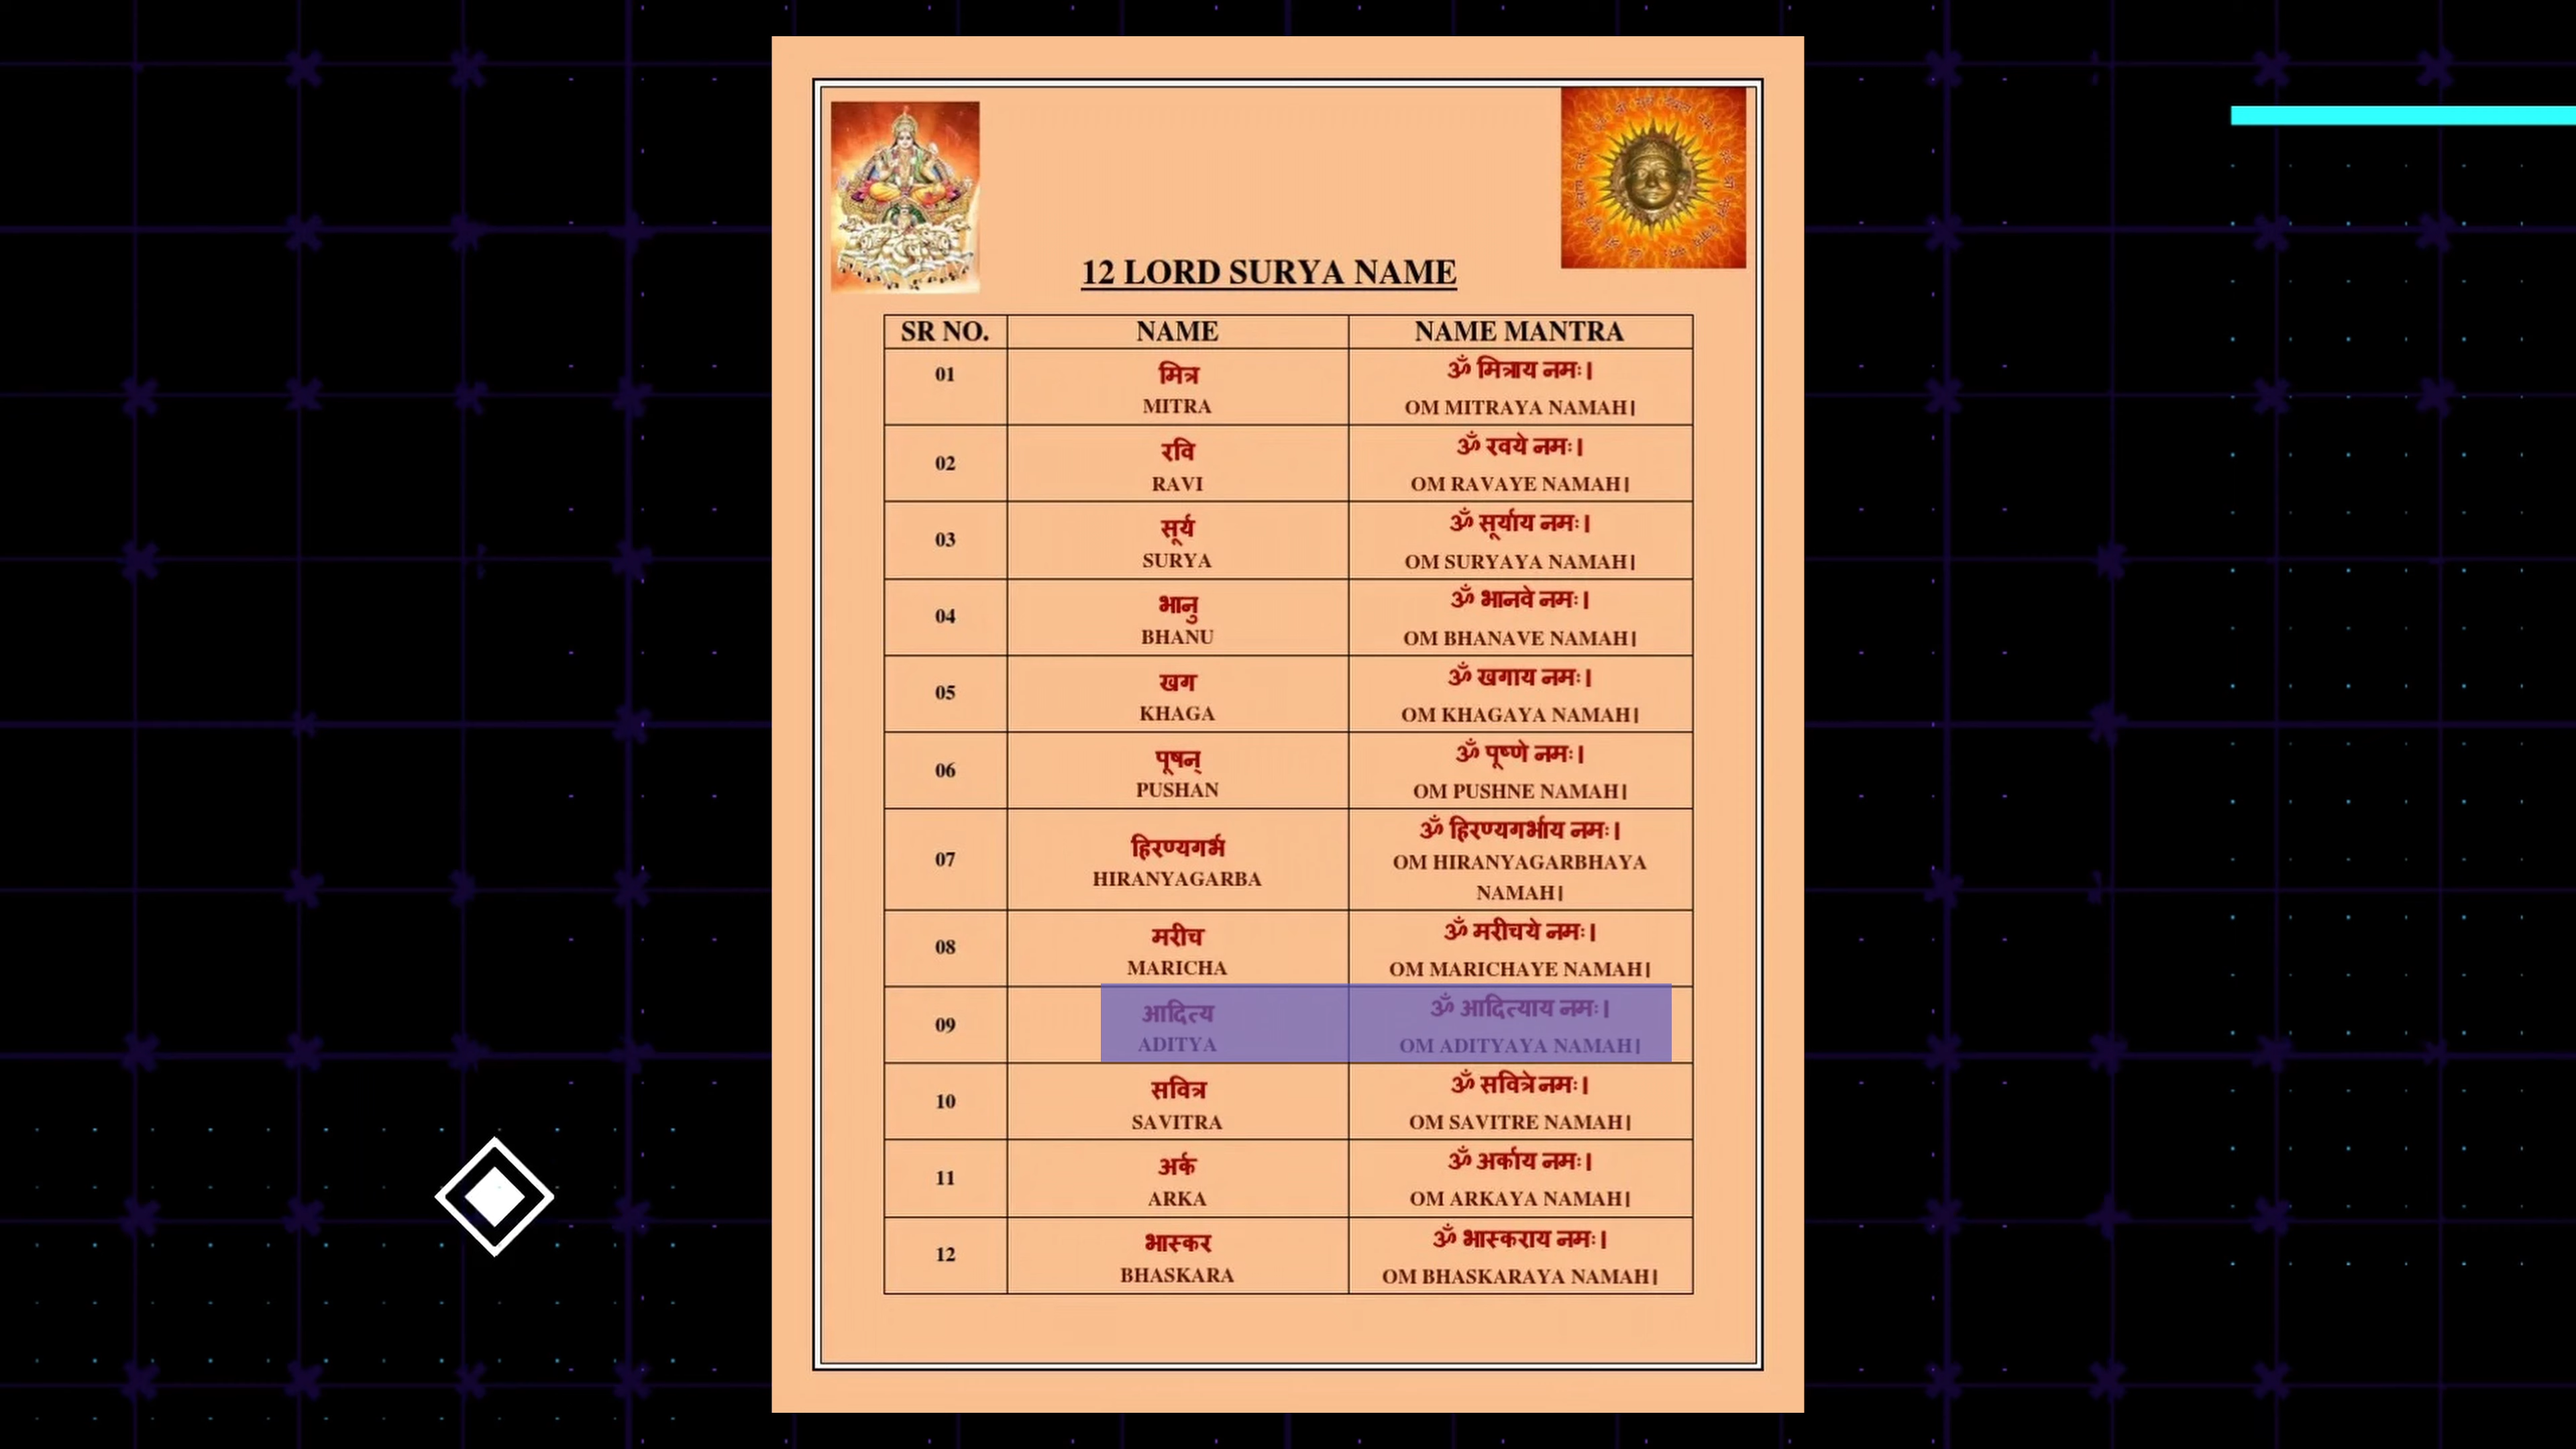 12 LORD SURYA NAME
SR NO. NAME NAME MANTRA
01 मित्र ॐ मित्राय नमः।
MITRA OM MITRAYA NAMAH।
02 रवि ॐ रवये नमः।
RAVI OM RAVAYE NAMAH।
03 सूर्य ॐ सूर्याय नमः।
SURYA OM SURYAYA NAMAH।
04 भानु ॐ भानवे नमः।
BHANU OM BHANAVE NAMAH।
05 खग ॐ खगाय नमः।
KHAGA OM KHAGAYA NAMAH।
06 पूषन् ॐ पूष्णे नमः।
PUSHAN OM PUSHNE NAMAH।
07 हिरण्यगर्भ ॐ हिरण्यगर्भाय नमः।
HIRANYAGARBA OM HIRANYAGARBHAYA
NAMAH।
08 मरीच ॐ मरीचये नमः।
MARICHA OM MARICHAYE NAMAH।
09 आदित्य ॐ आदित्याय नमः।
ADITYA OM ADITYAYA NAMAH।
10 सवित्र ॐ सवित्रे नमः।
SAVITRA OM SAVITRE NAMAH।
11 अर्क ॐ अर्काय नमः।
ARKA OM ARKAYA NAMAH।
12 भास्कर ॐ भास्कराय नमः।
BHASKARA OM BHASKARAYA NAMAH।